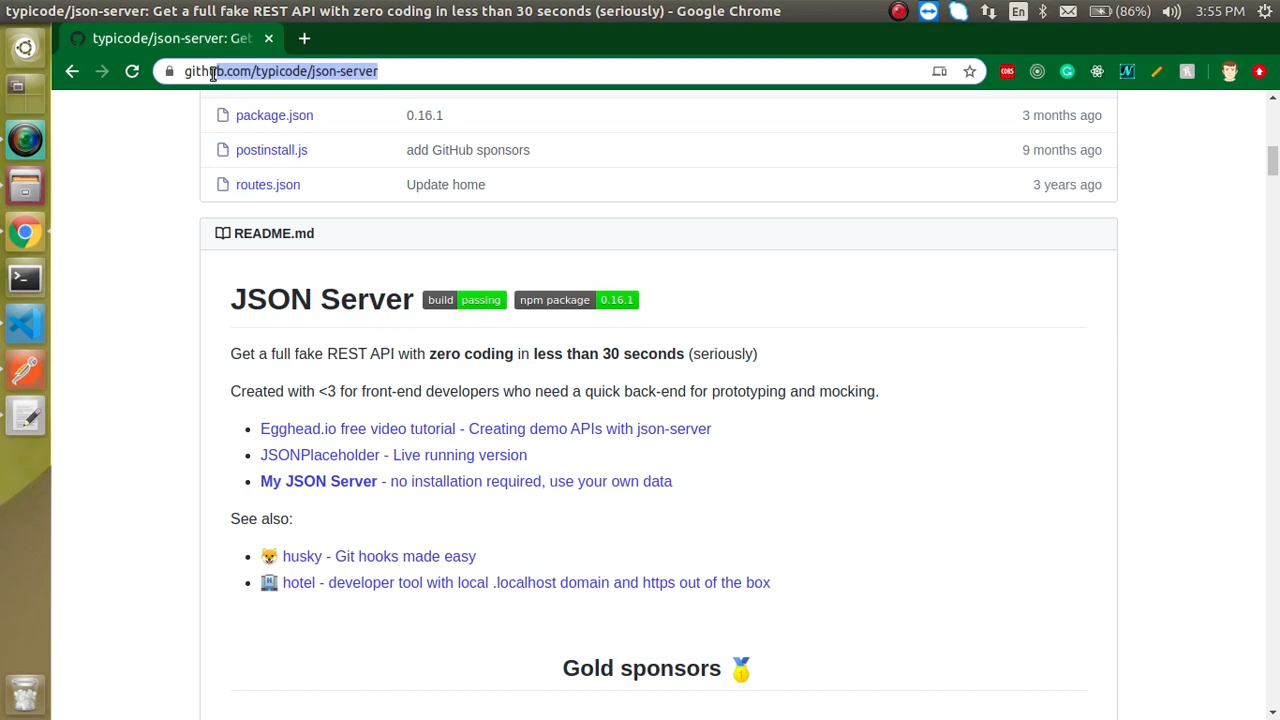 typicode/json-server: Get a full fake REST API with zero coding in less than 30 seconds (seriously) - Google Chrome
En (86%) 3:55 PM
typicode/json-server: Get
github.com/typicode/json-server
CORS
package.json 0.16.1 3 months ago
postinstall.js add GitHub sponsors 9 months ago
routes.json Update home 3 years ago
README.md
JSON Server build passing npm package 0.16.1
Get a full fake REST API with zero coding in less than 30 seconds (seriously)
Created with <3 for front-end developers who need a quick back-end for prototyping and mocking.
• Egghead.io free video tutorial - Creating demo APIs with json-server
• JSONPlaceholder - Live running version
• My JSON Server - no installation required, use your own data
See also:
• 🐶 husky - Git hooks made easy
• 🏨 hotel - developer tool with local .localhost domain and https out of the box
Gold sponsors 🥇